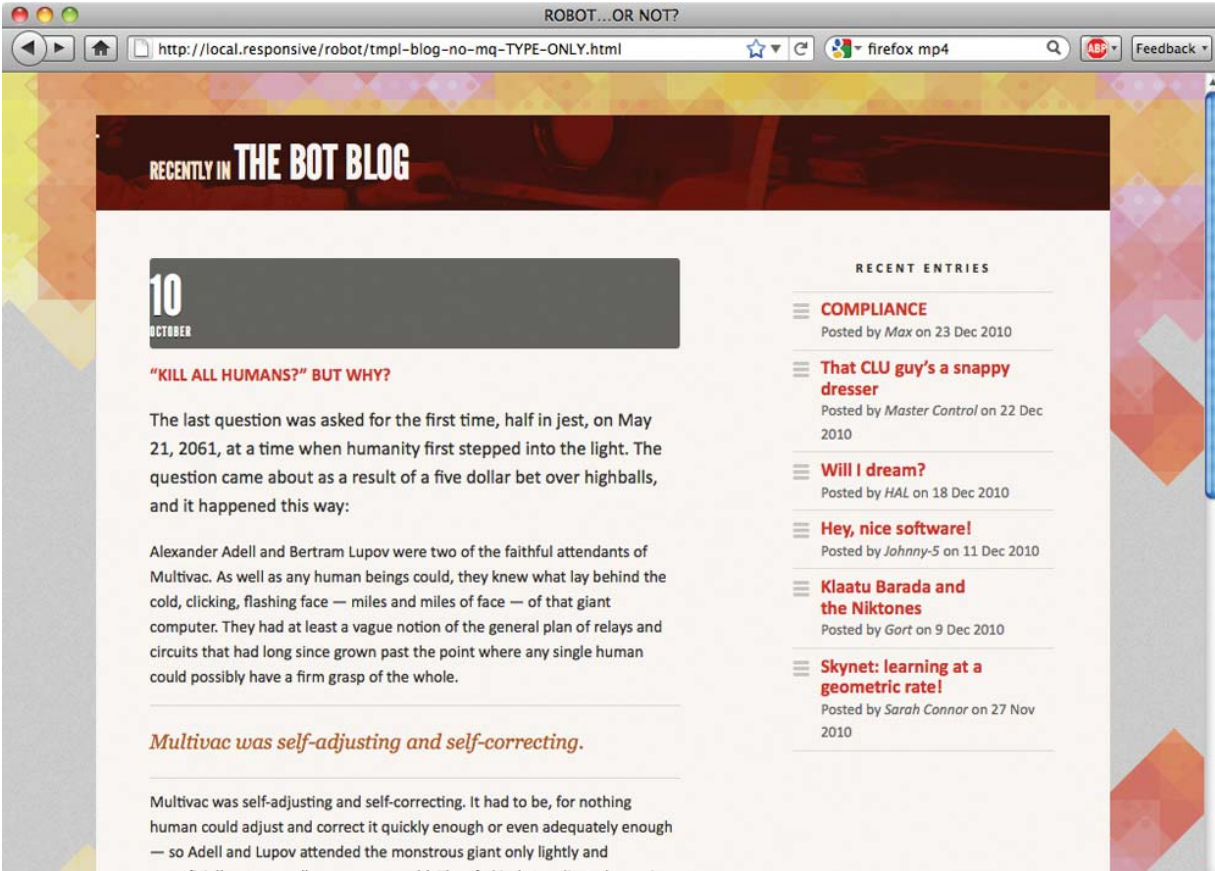 ROBOT...OR NOT?
http://local.responsive/robot/tmpl-blog-no-mq-TYPE-ONLY.html
firefox mp4
ABP
Feedback
RECENTLY IN THE BOT BLOG
10
OCTOBER
“KILL ALL HUMANS?” BUT WHY?
The last question was asked for the first time, half in jest, on May
21, 2061, at a time when humanity first stepped into the light. The
question came about as a result of a five dollar bet over highballs,
and it happened this way:
Alexander Adell and Bertram Lupov were two of the faithful attendants of
Multivac. As well as any human beings could, they knew what lay behind the
cold, clicking, flashing face — miles and miles of face — of that giant
computer. They had at least a vague notion of the general plan of relays and
circuits that had long since grown past the point where any single human
could possibly have a firm grasp of the whole.
Multivac was self-adjusting and self-correcting.
Multivac was self-adjusting and self-correcting. It had to be, for nothing
human could adjust and correct it quickly enough or even adequately enough
— so Adell and Lupov attended the monstrous giant only lightly and
RECENT ENTRIES
COMPLIANCE
Posted by Max on 23 Dec 2010
That CLU guy’s a snappy
dresser
Posted by Master Control on 22 Dec
2010
Will I dream?
Posted by HAL on 18 Dec 2010
Hey, nice software!
Posted by Johnny-5 on 11 Dec 2010
Klaatu Barada and
the Niktones
Posted by Gort on 9 Dec 2010
Skynet: learning at a
geometric rate!
Posted by Sarah Connor on 27 Nov
2010